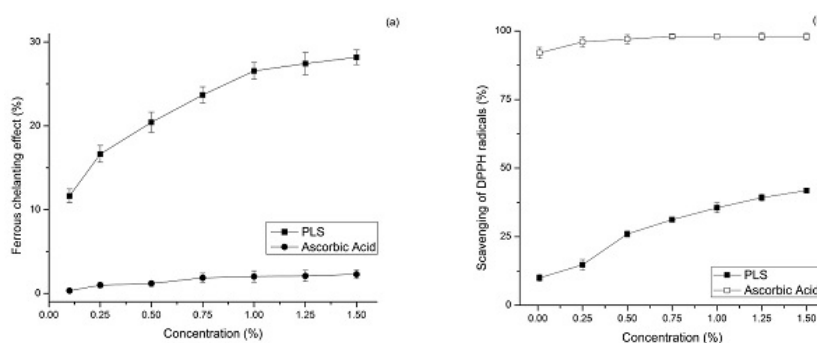 (a)
30
20
10
0
Ferrous chelanting effect (%)
PLS
Ascorbic Acid
0.00 0.25 0.50 0.75 1.00 1.25 1.50
Concentration (%)
(
100
75
50
25
0
Scavenging of DPPH radicals (%)
PLS
Ascorbic Acid
0.00 0.25 0.50 0.75 1.00 1.25 1.50
Concentration (%)